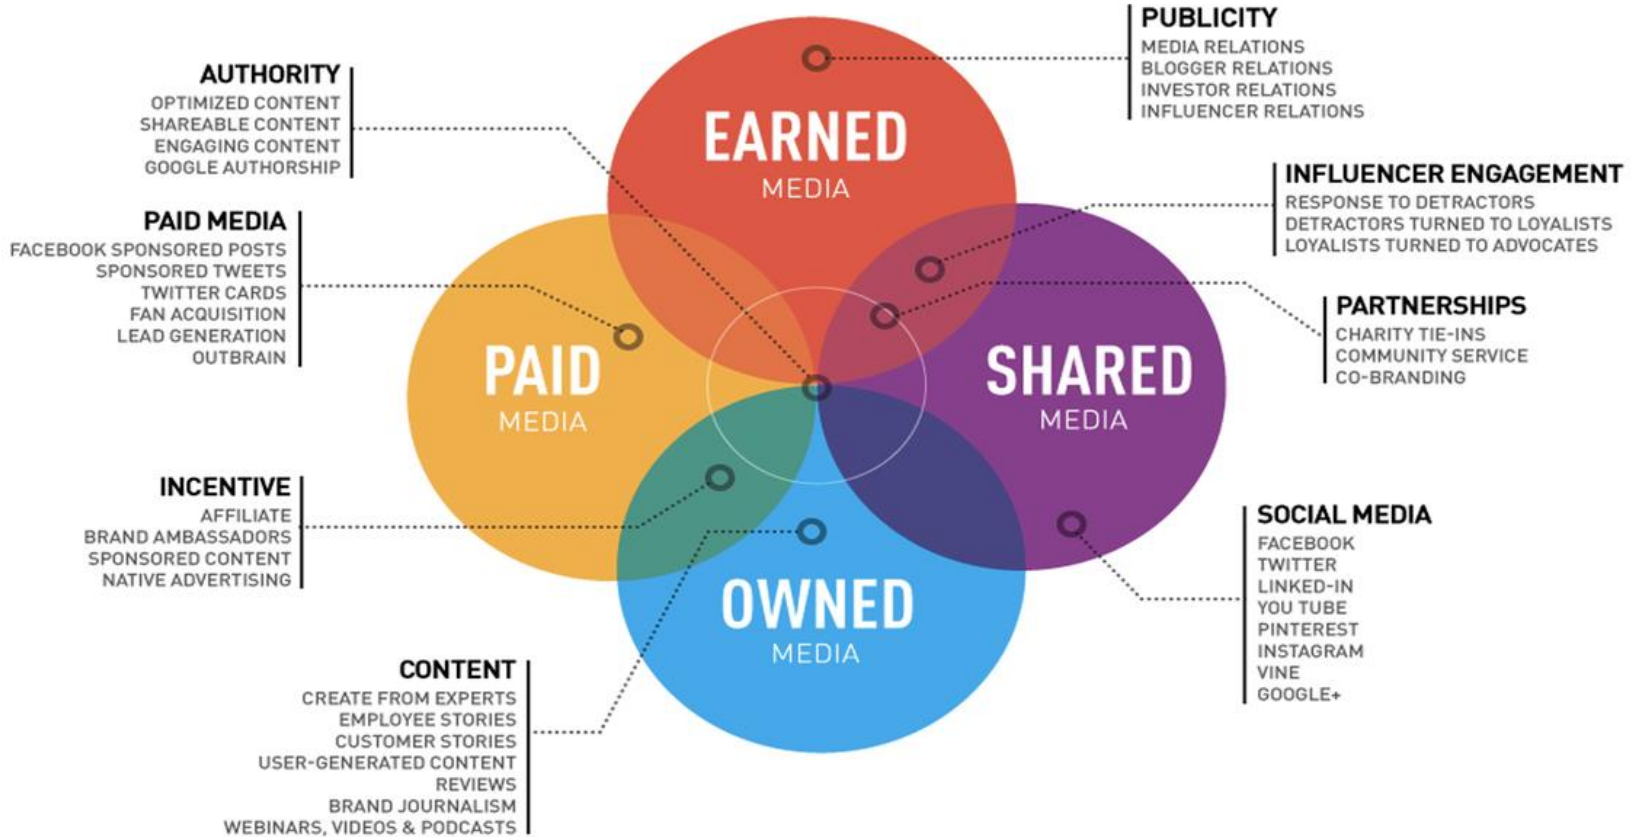 PUBLICITY
MEDIA RELATIONS
BLOGGER RELATIONS
INVESTOR RELATIONS
INFLUENCER RELATIONS
AUTHORITY
OPTIMIZED CONTENT
SHAREABLE CONTENT
ENGAGING CONTENT
GOOGLE AUTHORSHIP
EARNED
MEDIA
INFLUENCER ENGAGEMENT
RESPONSE TO DETRACTORS
DETRACTORS TURNED TO LOYALISTS
LOYALISTS TURNED TO ADVOCATES
PAID MEDIA
FACEBOOK SPONSORED POSTS
SPONSORED TWEETS
TWITTER CARDS
FAN ACQUISITION
LEAD GENERATION
OUTBRAIN
PARTNERSHIPS
CHARITY TIE-INS
COMMUNITY SERVICE
CO-BRANDING
PAID
MEDIA
SHARED
MEDIA
INCENTIVE
AFFILIATE
BRAND AMBASSADORS
SPONSORED CONTENT
NATIVE ADVERTISING
SOCIAL MEDIA
FACEBOOK
TWITTER
LINKED-IN
YOU TUBE
PINTEREST
INSTAGRAM
VINE
GOOGLE+
OWNED
MEDIA
CONTENT
CREATE FROM EXPERTS
EMPLOYEE STORIES
CUSTOMER STORIES
USER-GENERATED CONTENT
REVIEWS
BRAND JOURNALISM
WEBINARS, VIDEOS & PODCASTS